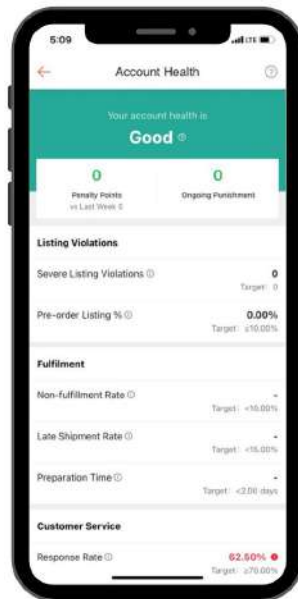 5:09
LTE
Account Health
Your account health is
Good
0
0
Penalty Points
Ongoing Punishment
vs Last Week 0
Listing Violations
Severe Listing Violations
0
Target: 0
Pre-order Listing %
0.00%
Target: ≤10.00%
Fulfilment
Non-fulfillment Rate
-
Target: <10.00%
Late Shipment Rate
-
Target: <15.00%
Preparation Time
-
Target: <2.00 days
Customer Service
Response Rate
62.50%
Target: ≥70.00%